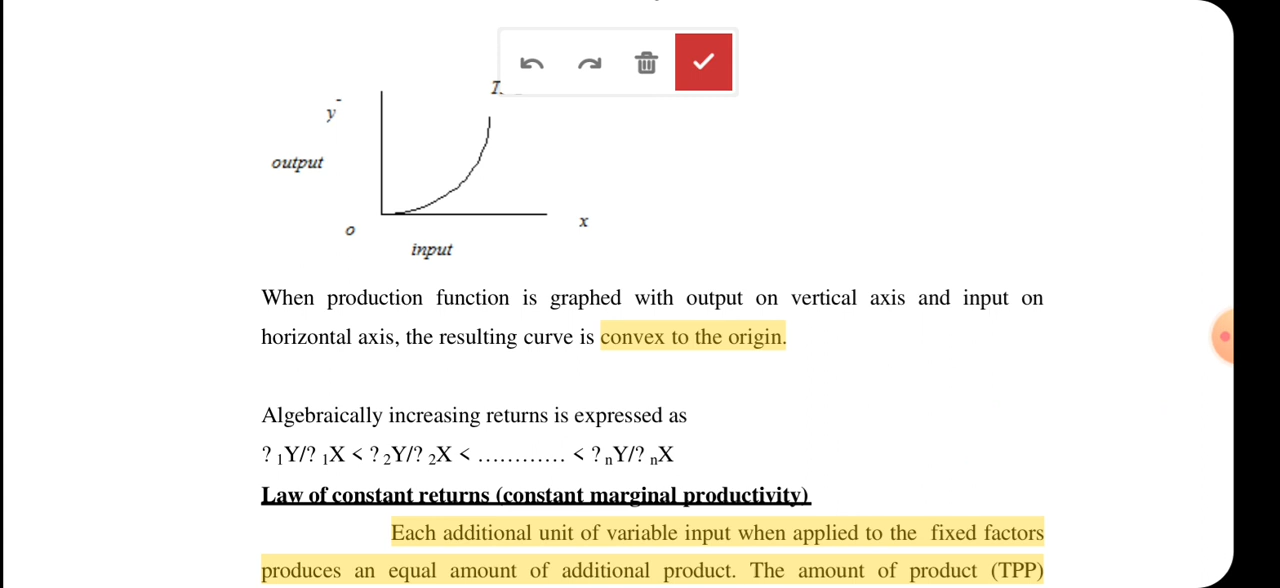 y
output
o
x
input
When production function is graphed with output on vertical axis and input on
horizontal axis, the resulting curve is convex to the origin.
Algebraically increasing returns is expressed as
? ₁Y/? ₁X < ? ₂Y/? ₂X < ………… < ? ₙY/? ₙX
Law of constant returns (constant marginal productivity)
Each additional unit of variable input when applied to the fixed factors
produces an equal amount of additional product. The amount of product (TPP)